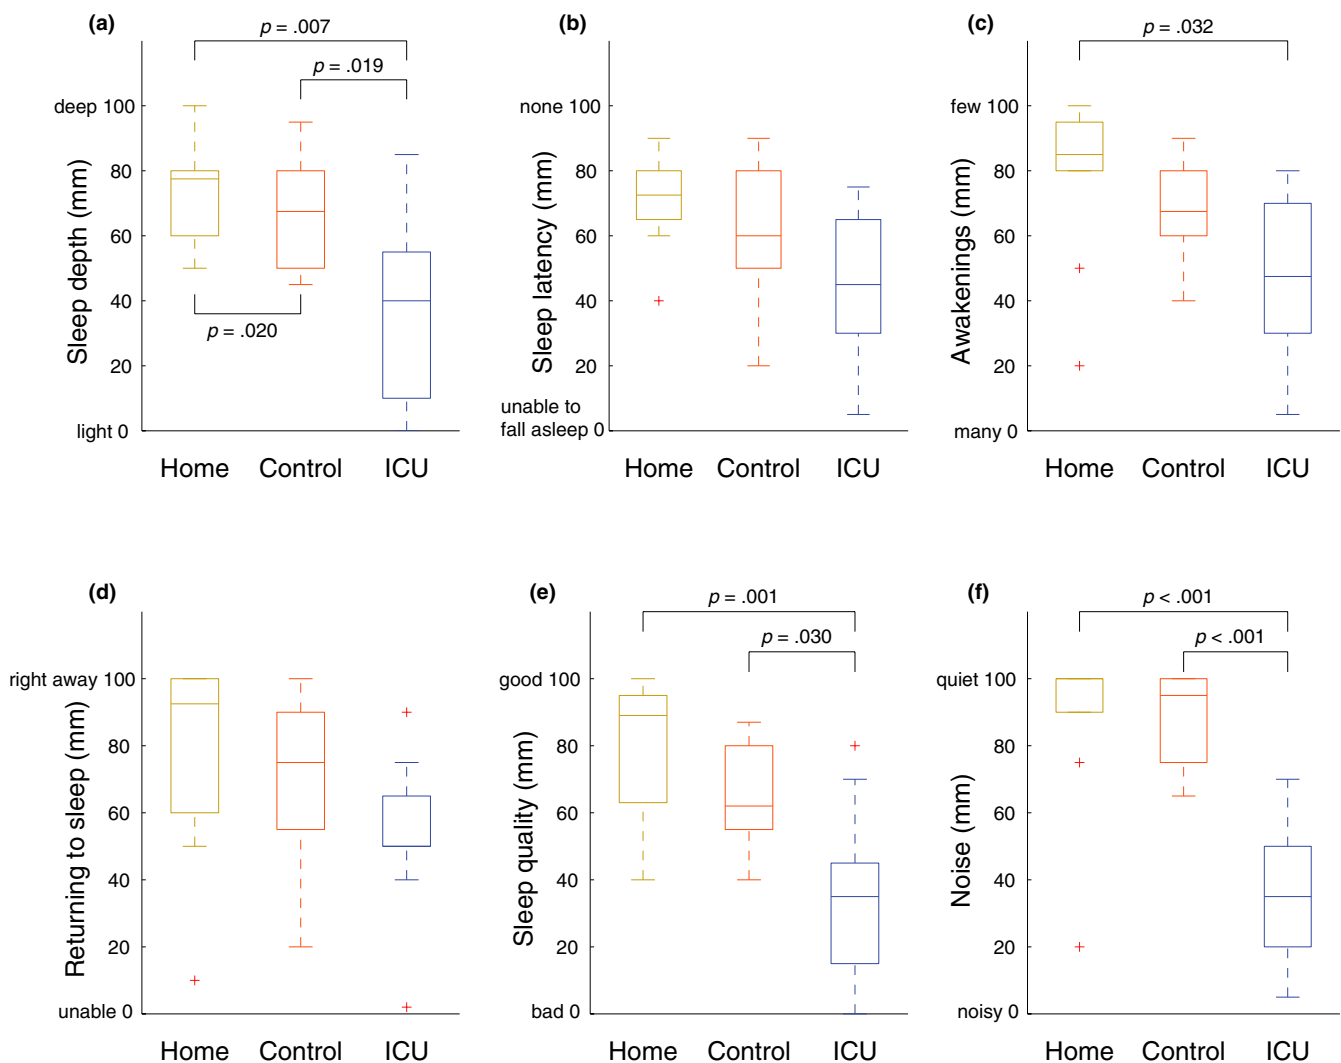 (a)
p = .007
p = .019
deep 100
80
60
40
20
light 0
Sleep depth (mm)
p = .020
Home Control ICU
(b)
none 100
80
60
40
20
unable to
fall asleep 0
Sleep latency (mm)
Home Control ICU
(c)
p = .032
few 100
80
60
40
20
many 0
Awakenings (mm)
Home Control ICU
(d)
right away 100
80
60
40
20
unable 0
Returning to sleep (mm)
Home Control ICU
(e)
p = .001
p = .030
good 100
80
60
40
20
bad 0
Sleep quality (mm)
Home Control ICU
(f)
p < .001
p < .001
quiet 100
80
60
40
20
noisy 0
Noise (mm)
Home Control ICU